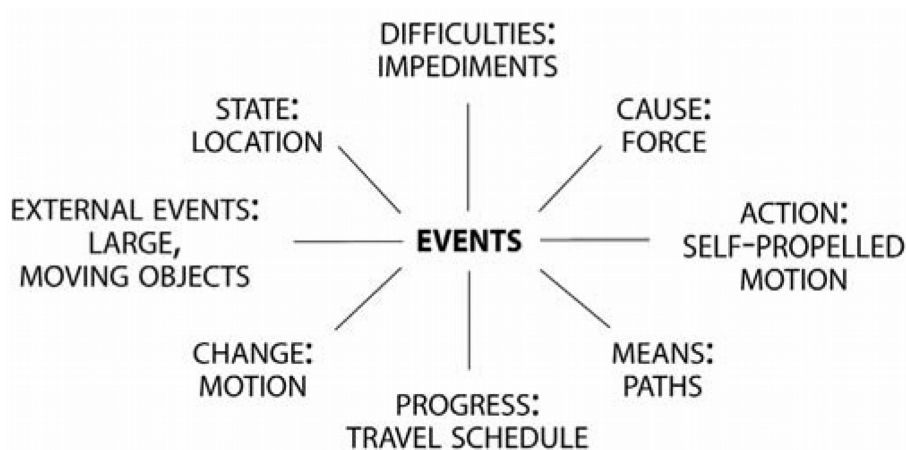 DIFFICULTIES:
IMPEDIMENTS
STATE:
LOCATION
CAUSE:
FORCE
EXTERNAL EVENTS:
LARGE,
MOVING OBJECTS
EVENTS
ACTION:
SELF-PROPELLED
MOTION
CHANGE:
MOTION
MEANS:
PATHS
PROGRESS:
TRAVEL SCHEDULE